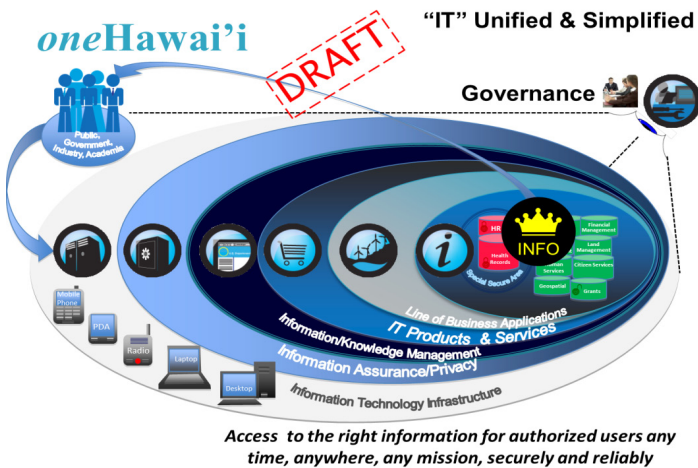 oneHawai'i
"IT" Unified & Simplified
DRAFT
Governance
Public,
Government,
Industry, Academia
HR
Health
Records
Special Secure Area
INFO
Financial
Management
Land
Management
Services
Citizen Services
Geospatial
Grants
Mobile
Phone
PDA
Radio
Laptop
Desktop
Line of Business Applications
IT Products & Services
Information/Knowledge Management
Information Assurance/Privacy
Information Technology Infrastructure
Access to the right information for authorized users any
time, anywhere, any mission, securely and reliably